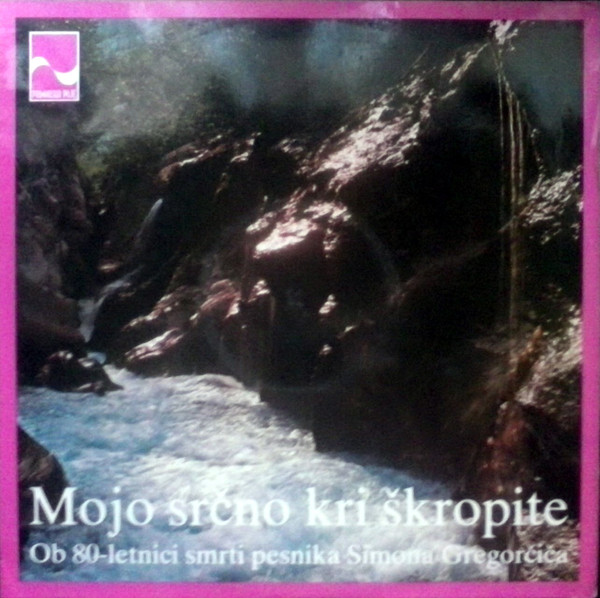 Mojo srčno kri škropite
Ob 80-letnici smrti pesnika Simona Gregorčiča